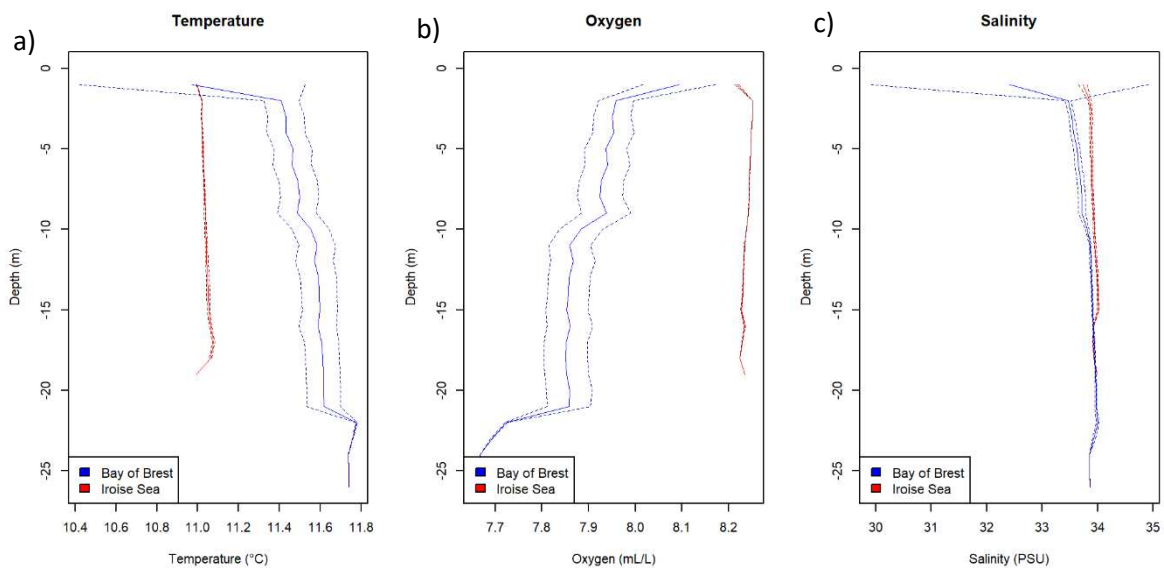 a)
Temperature
Depth (m)
0
-5
-10
-15
-20
-25
Bay of Brest
Iroise Sea
10.4 10.6 10.8 11.0 11.2 11.4 11.6 11.8
Temperature (°C)
b)
Oxygen
Depth (m)
0
-5
-10
-15
-20
-25
Bay of Brest
Iroise Sea
7.7 7.8 7.9 8.0 8.1 8.2
Oxygen (mL/L)
c)
Salinity
Depth (m)
0
-5
-10
-15
-20
-25
Bay of Brest
Iroise Sea
30 31 32 33 34 35
Salinity (PSU)